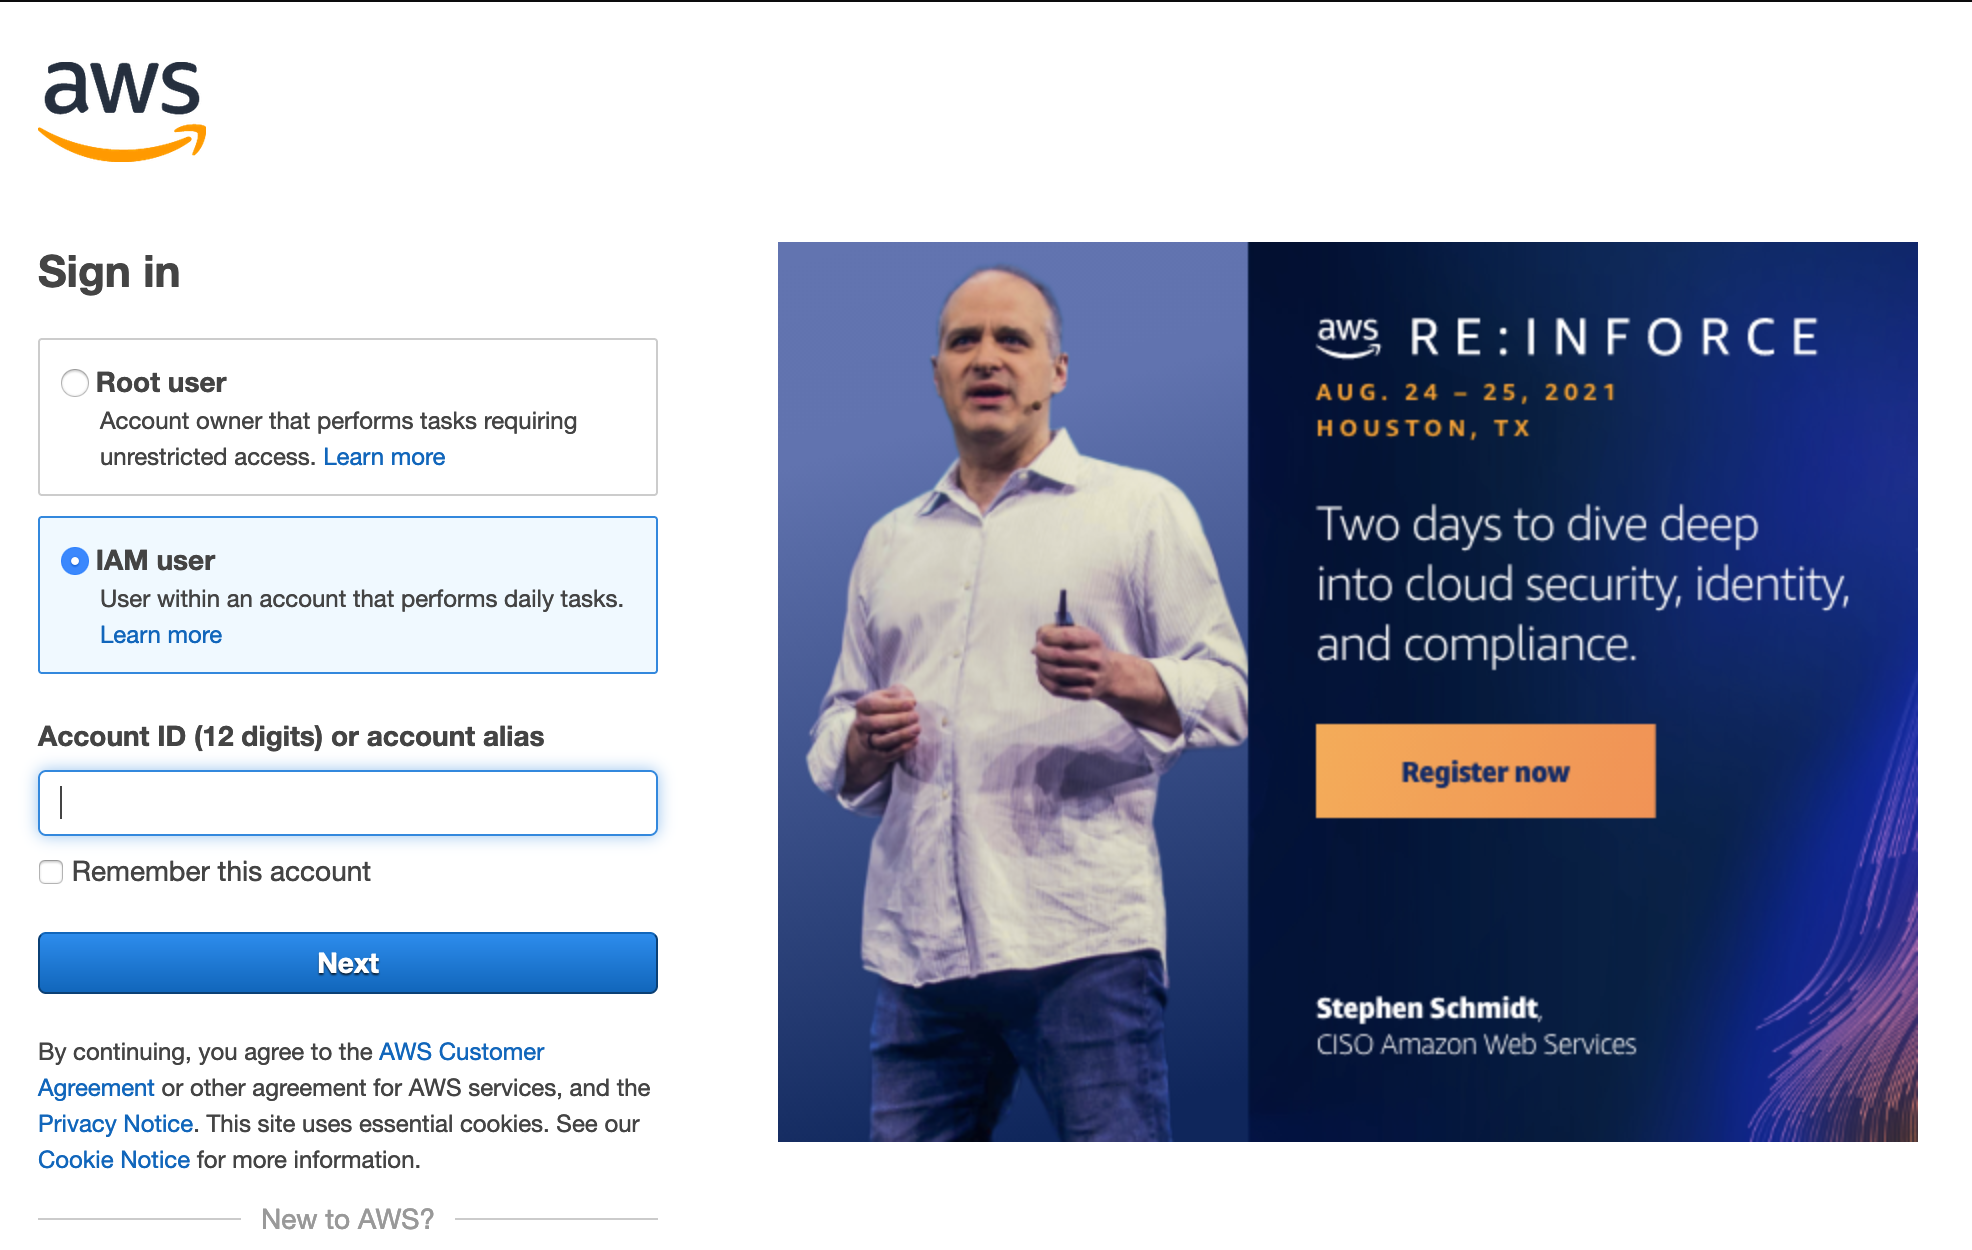 aws
Sign in
Root user
Account owner that performs tasks requiring
unrestricted access. Learn more
IAM user
User within an account that performs daily tasks.
Learn more
Account ID (12 digits) or account alias
Remember this account
Next
By continuing, you agree to the AWS Customer
Agreement or other agreement for AWS services, and the
Privacy Notice. This site uses essential cookies. See our
Cookie Notice for more information.
New to AWS?
aws RE:INFORCE
AUG. 24 – 25, 2021
HOUSTON, TX
Two days to dive deep
into cloud security, identity,
and compliance.
Register now
Stephen Schmidt,
CISO Amazon Web Services